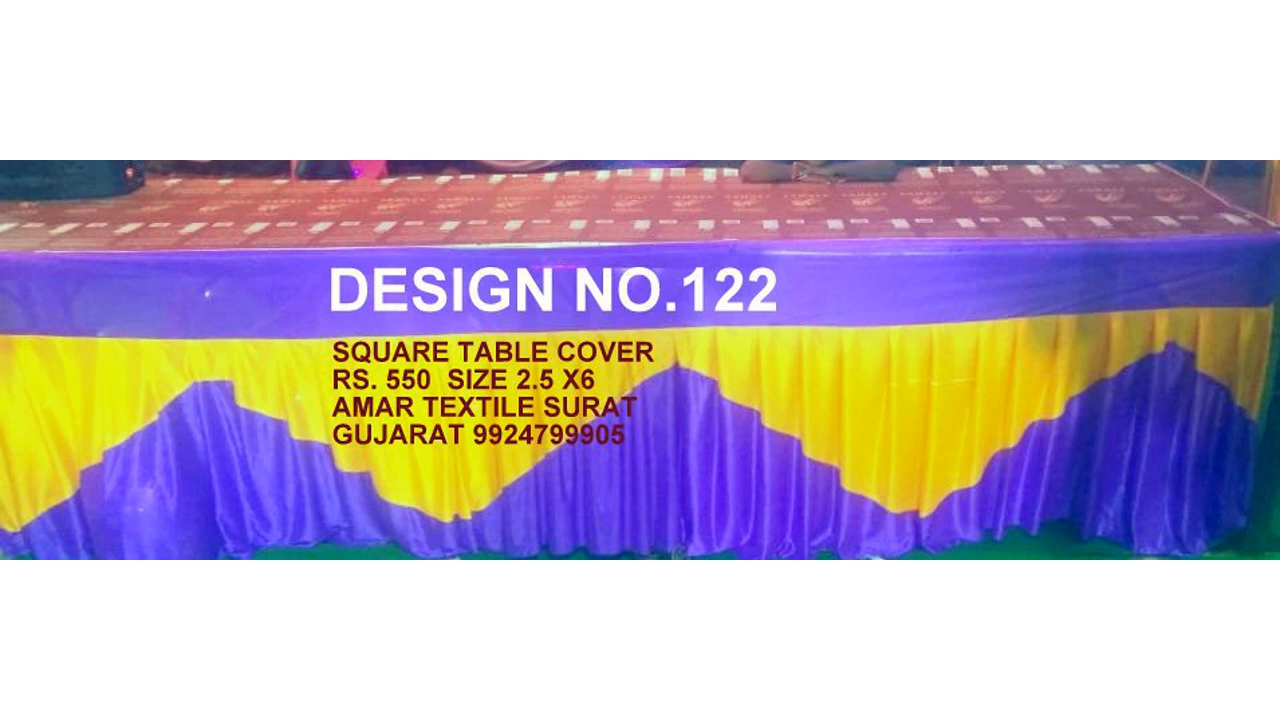 DESIGN NO.122
SQUARE TABLE COVER
RS. 550  SIZE 2.5 X6
AMAR TEXTILE SURAT
GUJARAT 9924799905